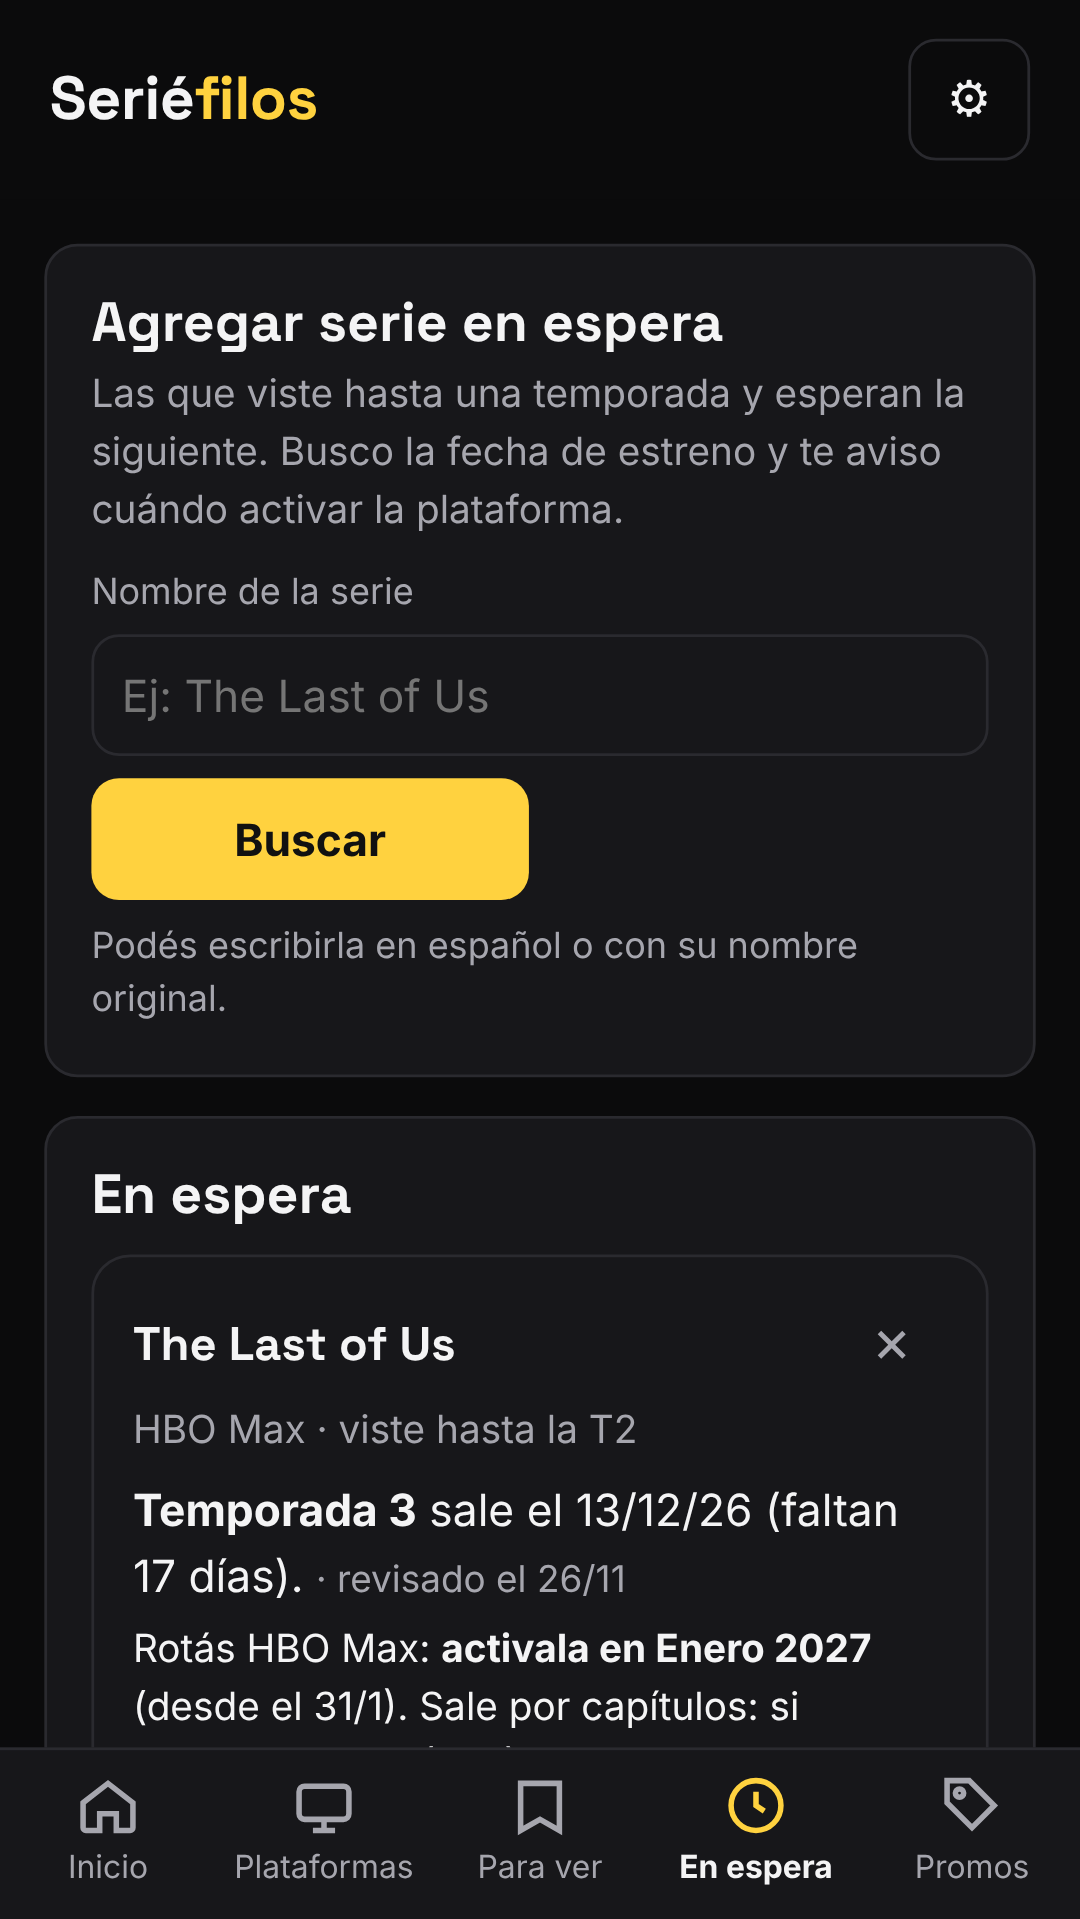 Seriéfilos
Agregar serie en espera
Las que viste hasta una temporada y esperan la
siguiente. Busco la fecha de estreno y te aviso
cuándo activar la plataforma.
Nombre de la serie
Ej: The Last of Us
Buscar
Podés escribirla en español o con su nombre
original.
En espera
The Last of Us
HBO Max · viste hasta la T2
Temporada 3 sale el 13/12/26 (faltan
17 días). · revisado el 26/11
Rotás HBO Max: activala en Enero 2027
(desde el 31/1). Sale por capítulos: si
Inicio
Plataformas
Para ver
En espera
Promos